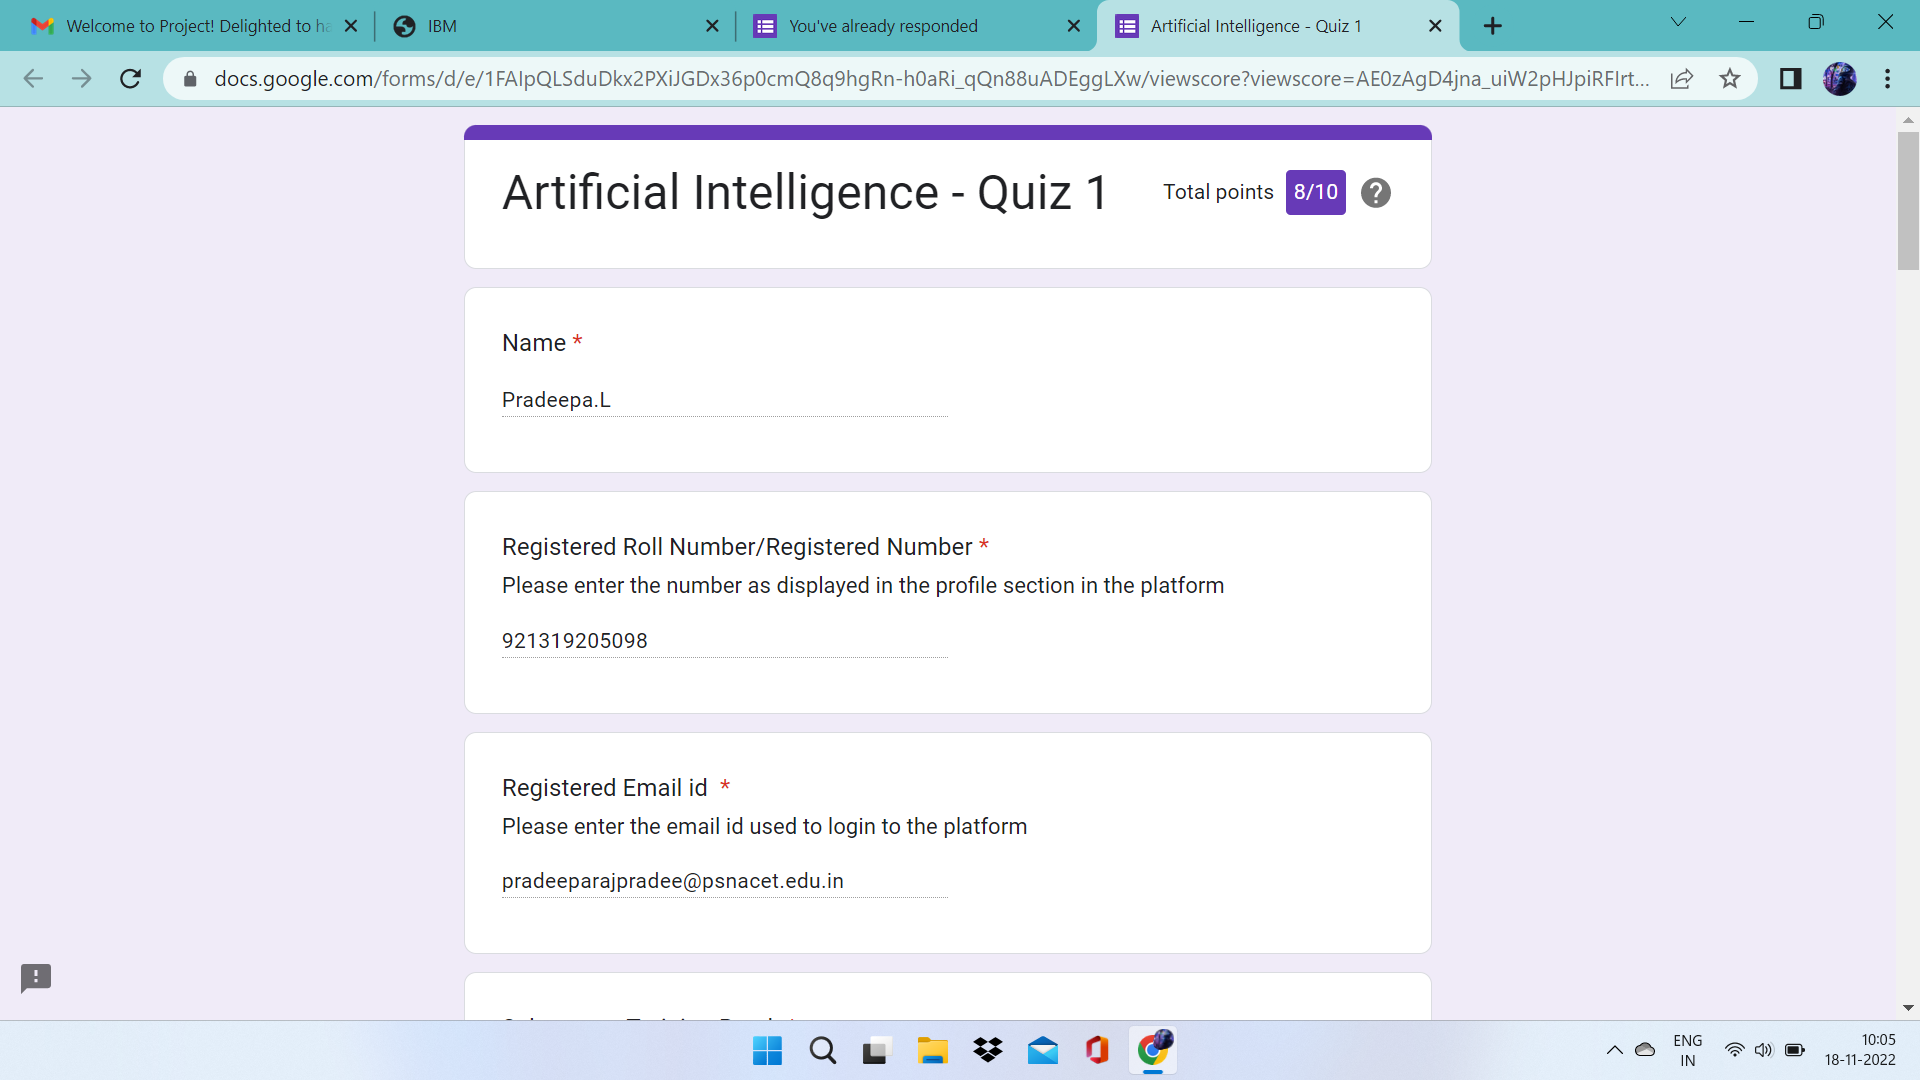 Welcome to Project! Delighted to ha
IBM
You've already responded
Artificial Intelligence - Quiz 1
docs.google.com/forms/d/e/1FAIpQLSduDkx2PXiJGDx36p0cmQ8q9hgRn-h0aRi_qQn88uADEggLXw/viewscore?viewscore=AE0zAgD4jna_uiW2pHJpiRFIrt...
Artificial Intelligence - Quiz 1
Total points 8/10
Name *
Pradeepa.L
Registered Roll Number/Registered Number *
Please enter the number as displayed in the profile section in the platform
921319205098
Registered Email id *
Please enter the email id used to login to the platform
pradeeparajpradee@psnacet.edu.in
ENG
IN
10:05
18-11-2022